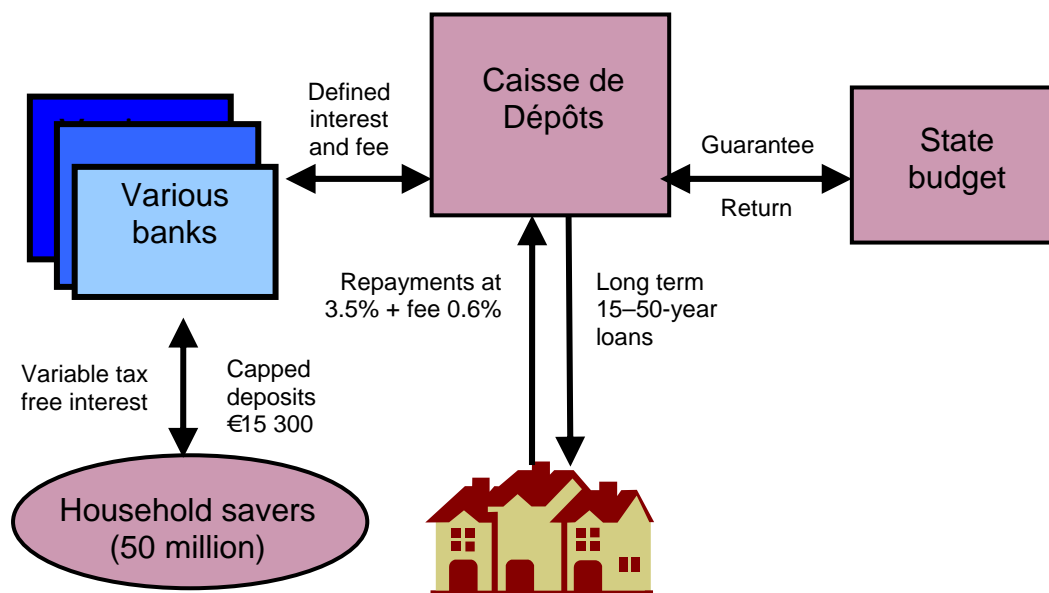 Caisse de
Dépôts
Defined
interest
and fee
Guarantee
Return
State
budget
Various
banks
Repayments at
3.5% + fee 0.6%
Long term
15–50-year
loans
Variable tax
free interest
Capped
deposits
€15 300
Household savers
(50 million)